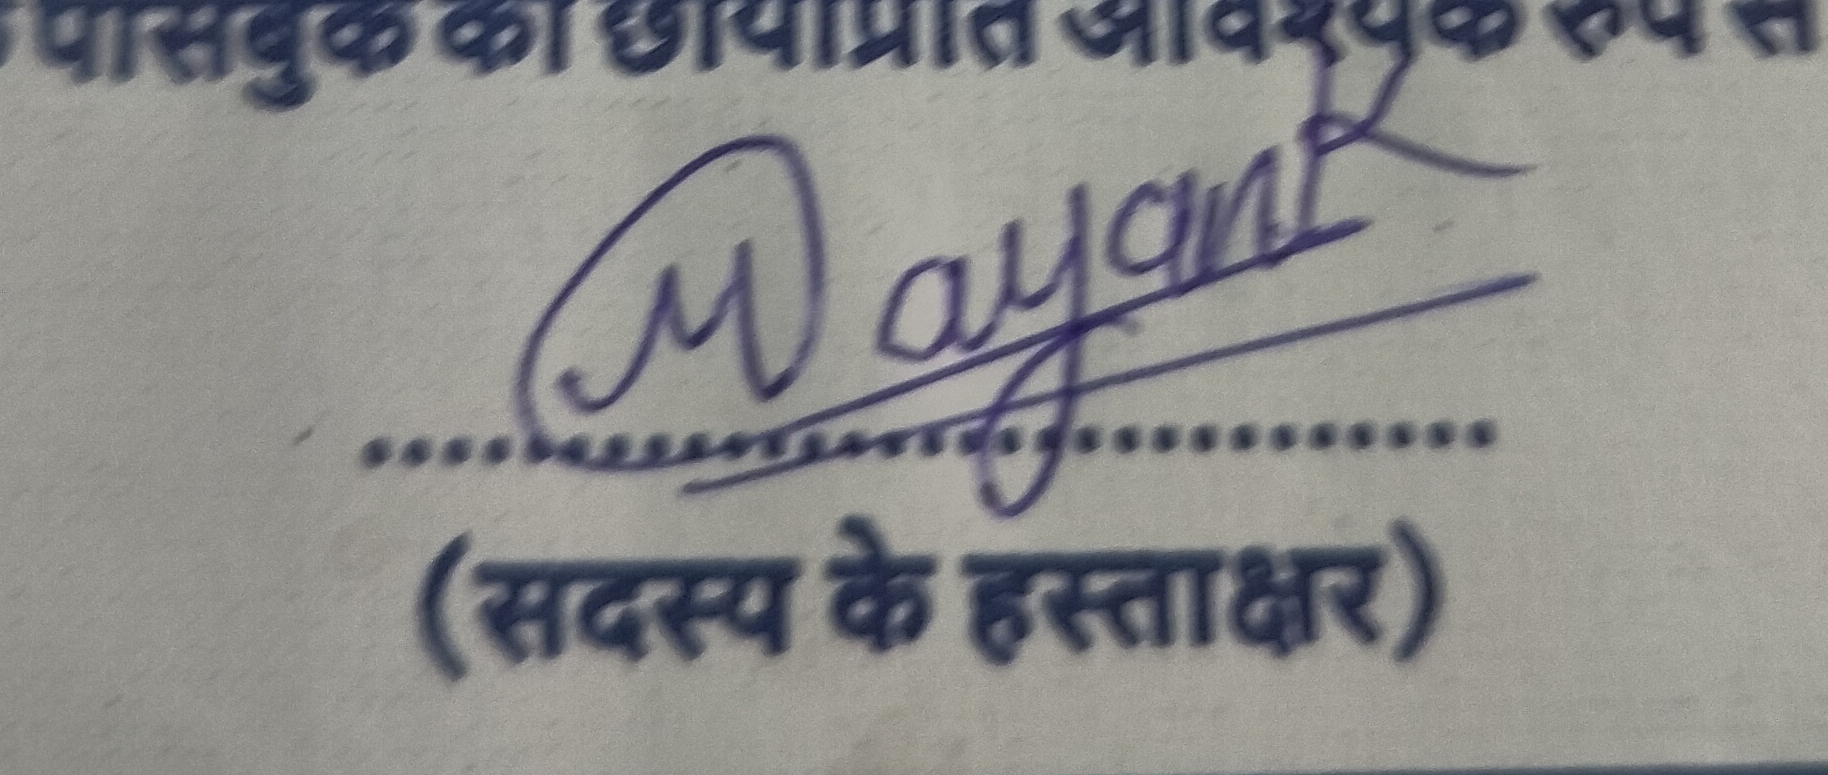 पासबुक की छायाप्रति आवश्यक रुप से
Mayank
(सदस्य के हस्ताक्षर)